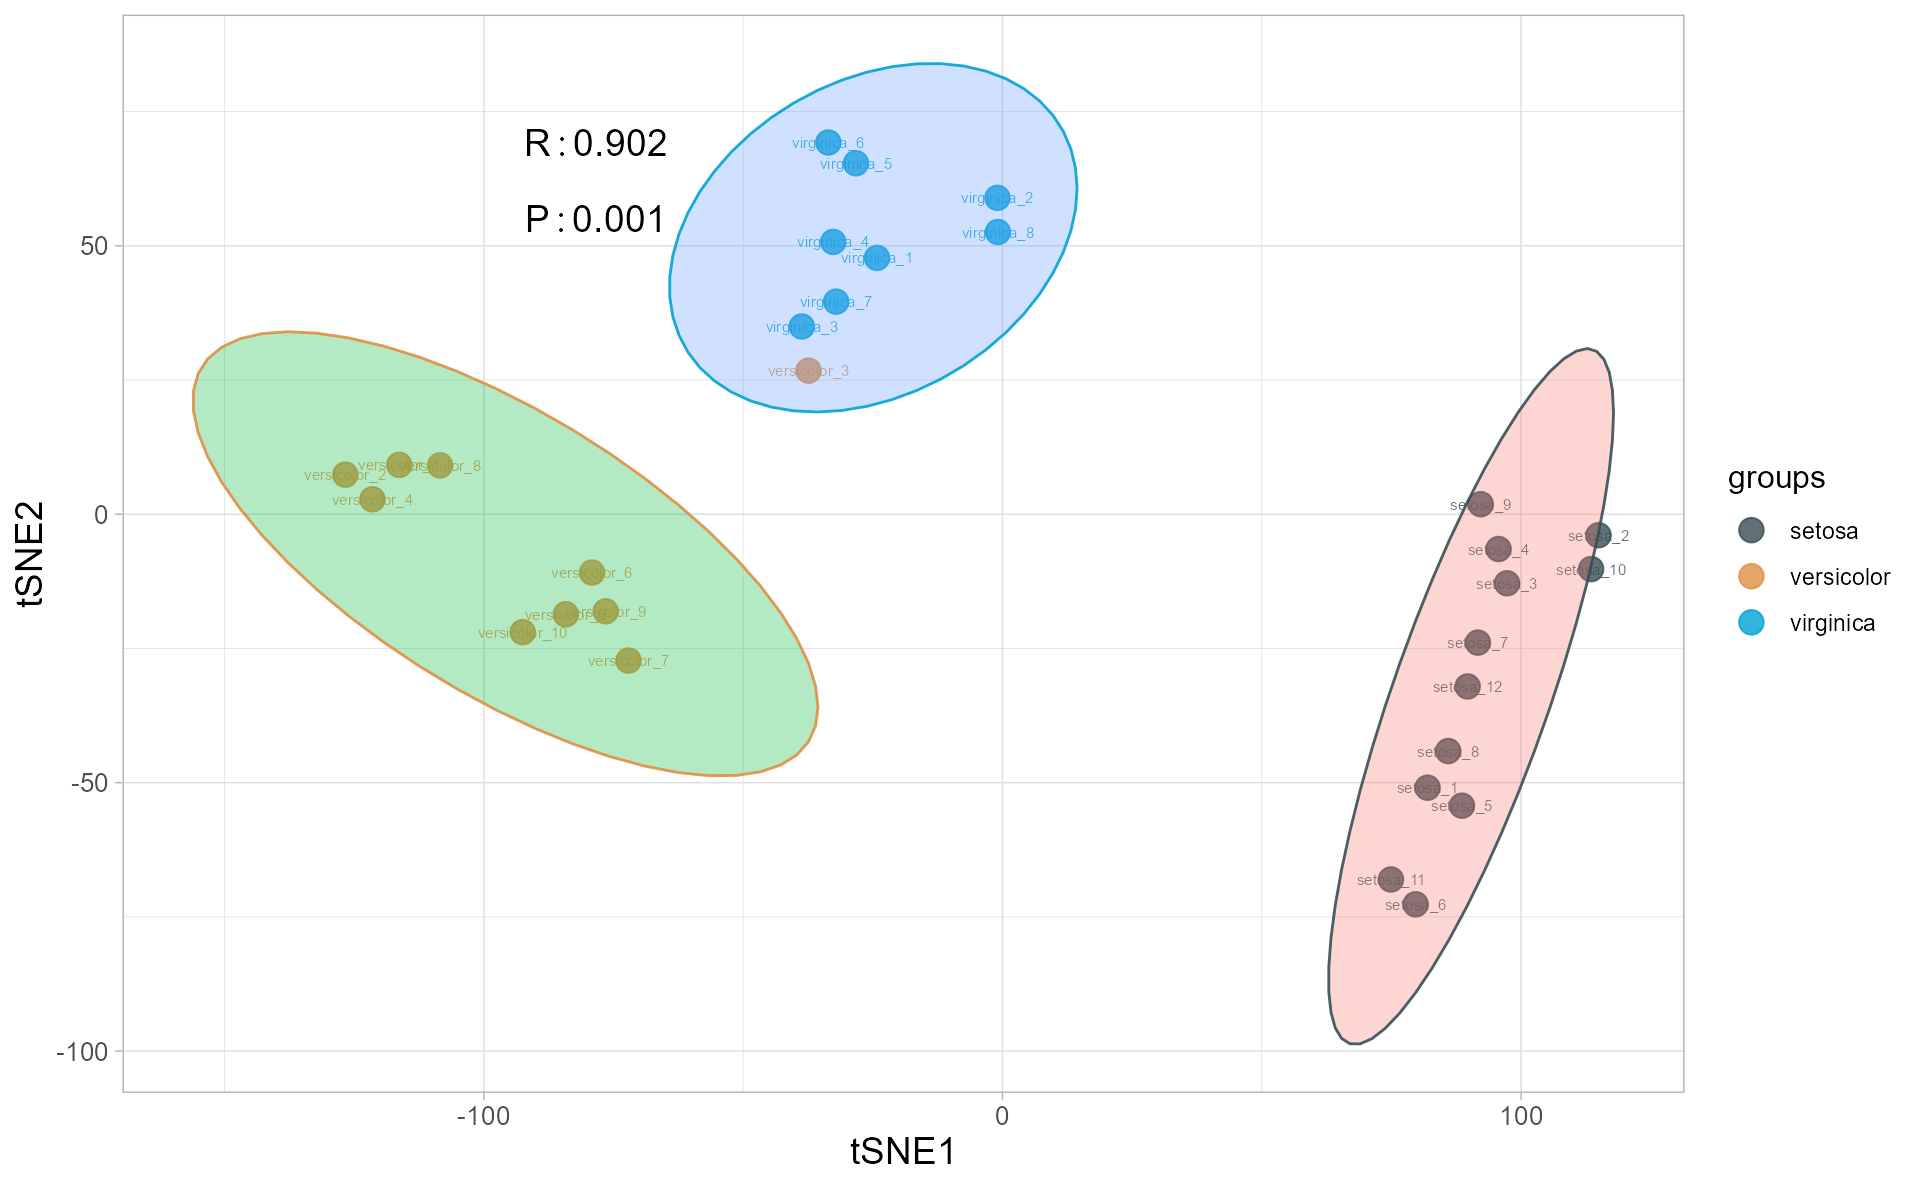 R:0.902
P:0.001
virginica_6
virginica_5
virginica_2
virginica_8
virginica_4
virginica_1
virginica_7
virginica_3
versicolor_3
versicolor_8
versicolor_2
versicolor_4
versicolor_6
versicolor_9
versicolor_10
versicolor_7
setosa_9
setosa_2
setosa_4
setosa_10
setosa_3
setosa_7
setosa_12
setosa_8
setosa_1
setosa_5
setosa_11
setosa_6
50
0
-50
-100
-100
0
100
tSNE1
tSNE2
groups
setosa
versicolor
virginica